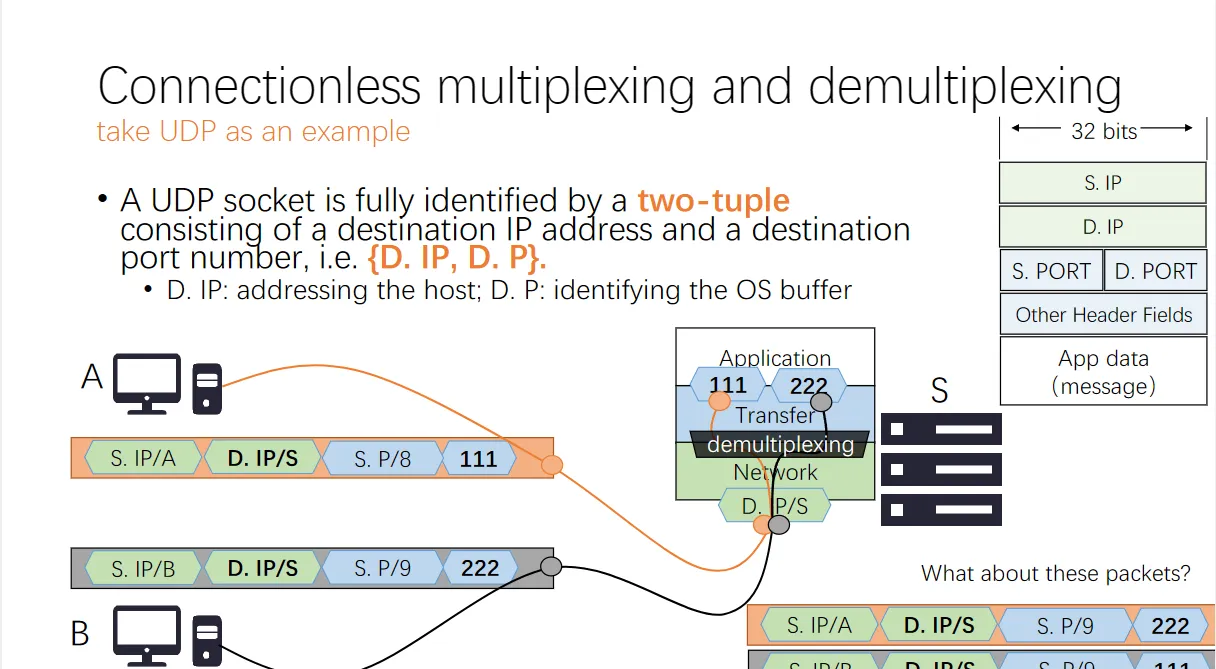 Connectionless multiplexing and demultiplexing
take UDP as an example
32 bits
S. IP
D. IP
S. PORT D. PORT
Other Header Fields
App data
(message)
• A UDP socket is fully identified by a two-tuple
consisting of a destination IP address and a destination
port number, i.e. {D. IP, D. P}.
• D. IP: addressing the host; D. P: identifying the OS buffer
A
Application
111 222
Transfer
demultiplexing
Network
D. IP/S
S
S. IP/A D. IP/S S. P/8 111
S. IP/B D. IP/S S. P/9 222
B
What about these packets?
S. IP/A D. IP/S S. P/9 222
S. IP/B D. IP/S S. P/9 111